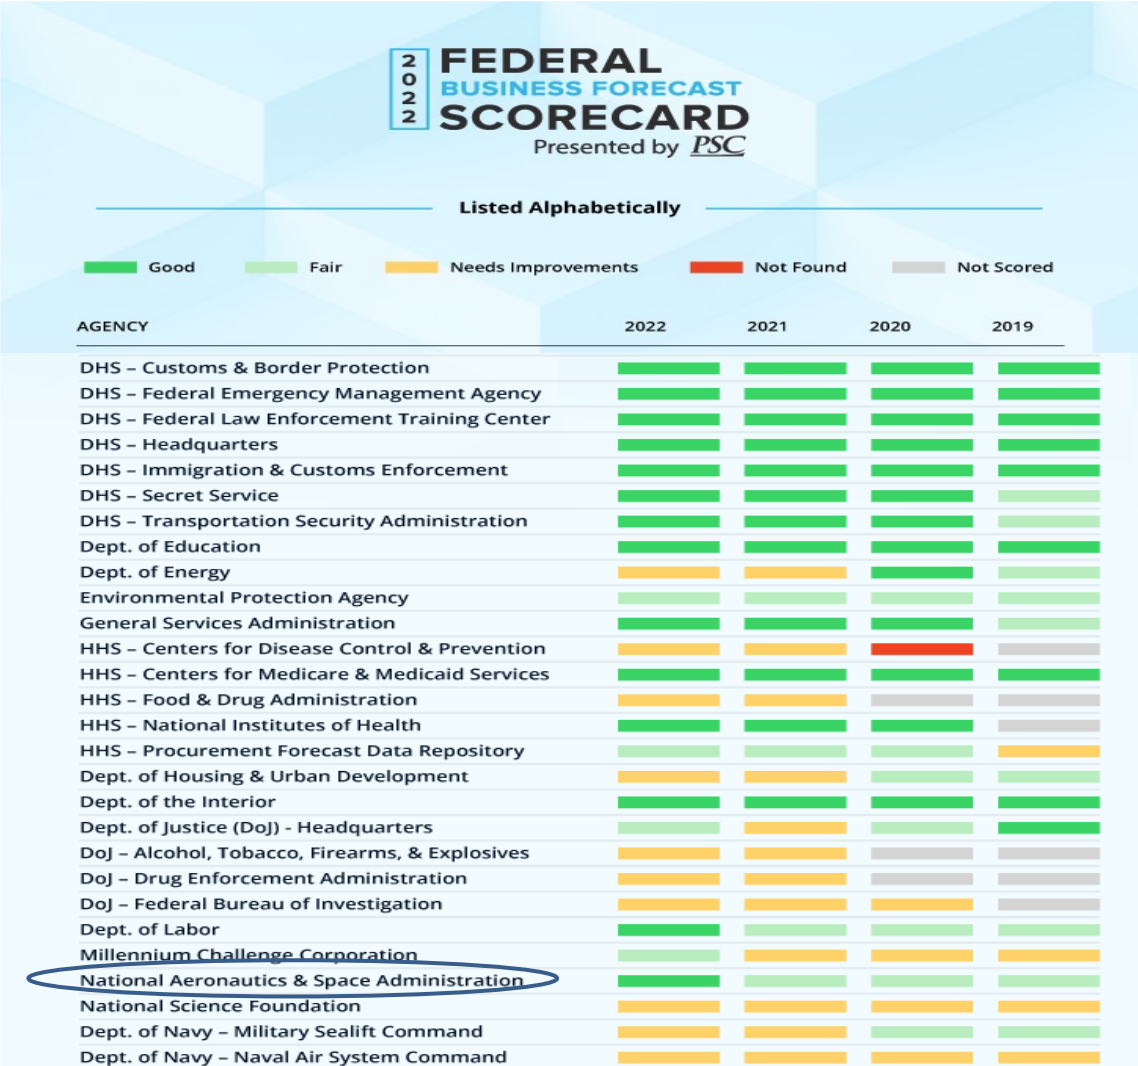 2022
FEDERAL
BUSINESS FORECAST
SCORECARD
Presented by PSC
Listed Alphabetically
Good Fair Needs Improvements Not Found Not Scored
AGENCY 2022 2021 2020 2019
DHS – Customs & Border Protection
DHS – Federal Emergency Management Agency
DHS – Federal Law Enforcement Training Center
DHS – Headquarters
DHS – Immigration & Customs Enforcement
DHS – Secret Service
DHS – Transportation Security Administration
Dept. of Education
Dept. of Energy
Environmental Protection Agency
General Services Administration
HHS – Centers for Disease Control & Prevention
HHS – Centers for Medicare & Medicaid Services
HHS – Food & Drug Administration
HHS – National Institutes of Health
HHS – Procurement Forecast Data Repository
Dept. of Housing & Urban Development
Dept. of the Interior
Dept. of Justice (DoJ) - Headquarters
DoJ – Alcohol, Tobacco, Firearms, & Explosives
DoJ – Drug Enforcement Administration
DoJ – Federal Bureau of Investigation
Dept. of Labor
Millennium Challenge Corporation
National Aeronautics & Space Administration
National Science Foundation
Dept. of Navy – Military Sealift Command
Dept. of Navy – Naval Air System Command